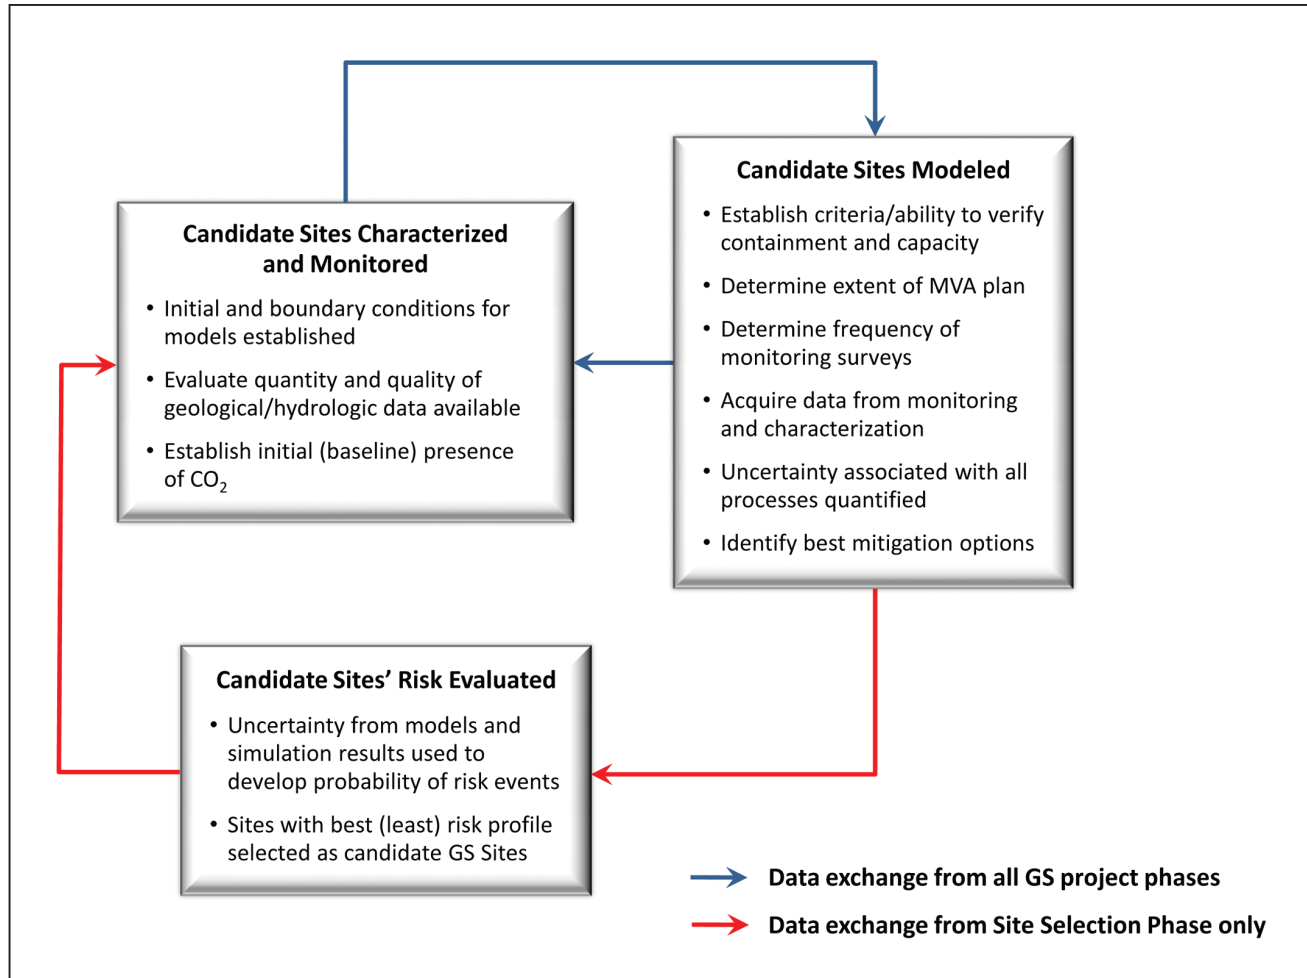 Candidate Sites Modeled
• Establish criteria/ability to verify
containment and capacity
• Determine extent of MVA plan
• Determine frequency of
monitoring surveys
• Acquire data from monitoring
and characterization
• Uncertainty associated with all
processes quantified
• Identify best mitigation options
Candidate Sites Characterized
and Monitored
• Initial and boundary conditions for
models established
• Evaluate quantity and quality of
geological/hydrologic data available
• Establish initial (baseline) presence
of CO₂
Candidate Sites’ Risk Evaluated
• Uncertainty from models and
simulation results used to
develop probability of risk events
• Sites with best (least) risk profile
selected as candidate GS Sites
Data exchange from all GS project phases
Data exchange from Site Selection Phase only